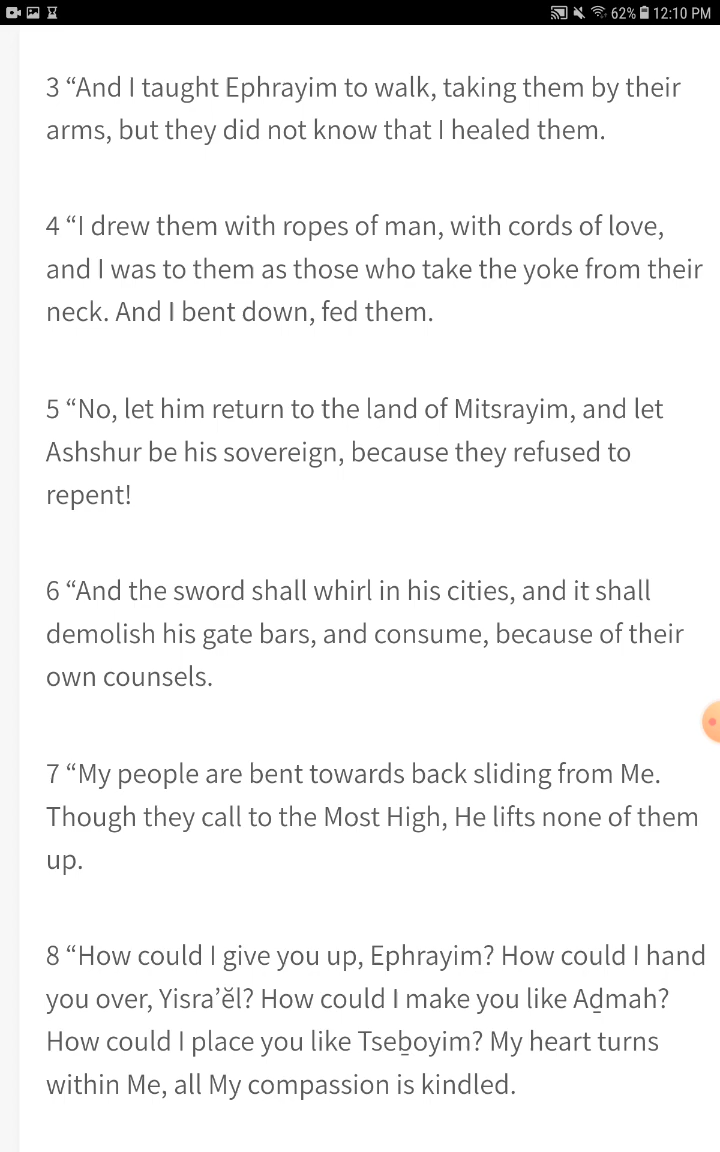 62% 12:10 PM
3 “And I taught Ephrayim to walk, taking them by their
arms, but they did not know that I healed them.
4 “I drew them with ropes of man, with cords of love,
and I was to them as those who take the yoke from their
neck. And I bent down, fed them.
5 “No, let him return to the land of Mitsrayim, and let
Ashshur be his sovereign, because they refused to
repent!
6 “And the sword shall whirl in his cities, and it shall
demolish his gate bars, and consume, because of their
own counsels.
7 “My people are bent towards back sliding from Me.
Though they call to the Most High, He lifts none of them
up.
8 “How could I give you up, Ephrayim? How could I hand
you over, Yisra’ĕl? How could I make you like Aḏmah?
How could I place you like Tseḇoyim? My heart turns
within Me, all My compassion is kindled.